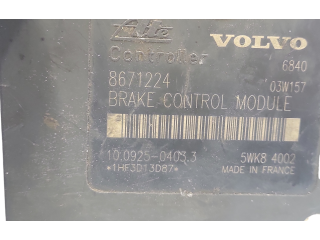 Ate VOLVO
Controller 6840
8671224 03W157
BRAKE CONTROL MODULE
10.0925-0403.3 5WK8 4002
*1HF3D13D87* MADE IN FRANCE